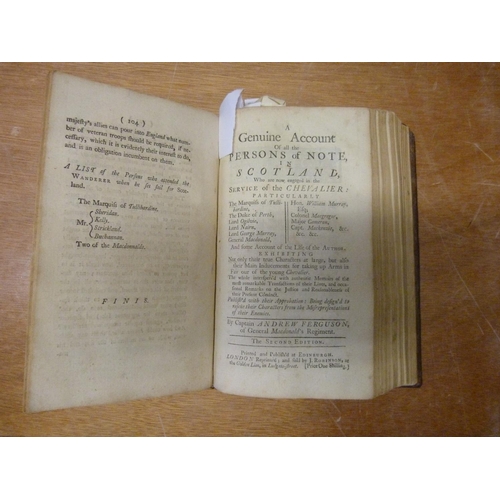 ( 104 )
majesty's allies can pour into England what num-
ber of veteran troops should be required, if ne-
cessary, which it is evidently their interest to do,
and is an obligation incumbent on them.
A LIST of the Persons who attended the
WANDERER when he set sail for Scot-
land.
The Marquiss of Tullibardine,
Sheridan,
Kelly,
Mr.
Strickland.
Buchannan.
Two of the Macdonalds.
FINIS.
A
Genuine Account
Of all the
PERSONS of NOTE,
IN
SCOTLAND,
Who are now engaged in the
SERVICE of the CHEVALIER:
PARTICULARLY
The Marquiss of Tulli-
bardine,
The Duke of Perth,
Lord Ogilvie,
Lord Nairn,
Lord George Murray,
General Macdonald,
Hon. William Murray,
Esq;
Colonel Macgregor,
Major
Capt. Mackenzie, &c.
&c. &c.
And some Account of the Life of the AUTHOR,
EXHIBITING
Not only their true Characters at large, but also
their Main Inducements for taking up Arms in
Favour of the young Chevalier.
The whole interspersed with authentic Memoirs of the
most remarkable Transactions of their Lives, and occa-
sional Remarks on the Justice and Reasonableness of
their Present Conduct.
Publish'd with their Approbation: Being design'd to
rescue their Characters from the Misrepresentations
of their Enemies.
By Captain ANDREW FERGUSON,
of General Macdonald's Regiment.
The SECOND EDITION.
Printed and Publish'd at EDINBURGH.
LONDON Reprinted; and sold by J. ROBINSON, at
the Golden Lion, in Ludgate-street. [Price One Shilling.]